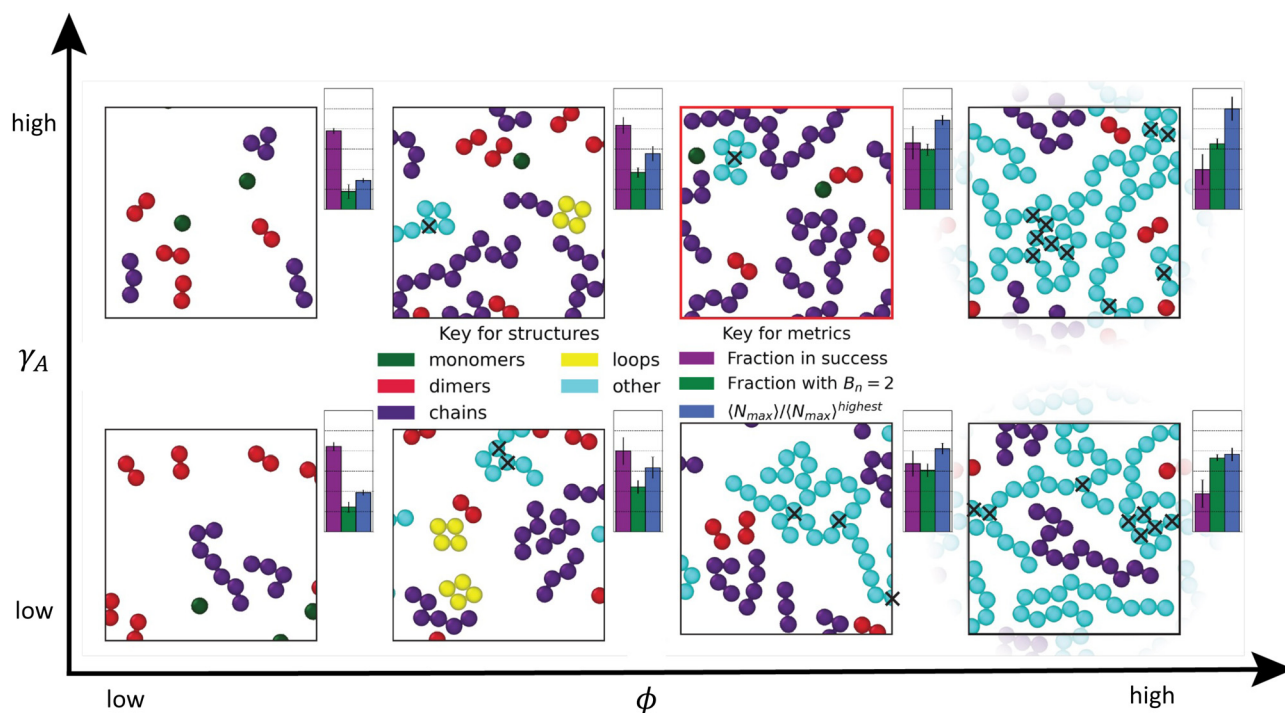 high
Key for structures
monomers
dimers
chains
loops
other
Key for metrics
Fraction in success
Fraction with Bₙ = 2
⟨N_max⟩/⟨N_max⟩^highest
γ_A
low
low
ϕ
high